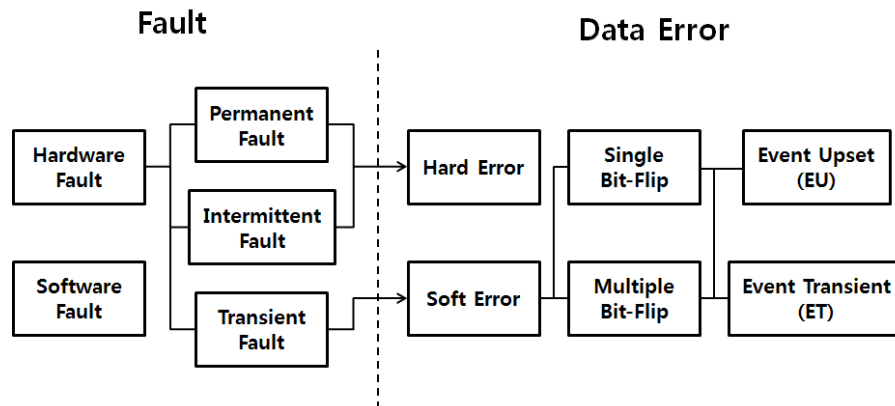 Fault
Data Error
Hardware
Fault
Software
Fault
Permanent
Fault
Intermittent
Fault
Transient
Fault
Hard Error
Soft Error
Single
Bit-Flip
Multiple
Bit-Flip
Event Upset
(EU)
Event Transient
(ET)